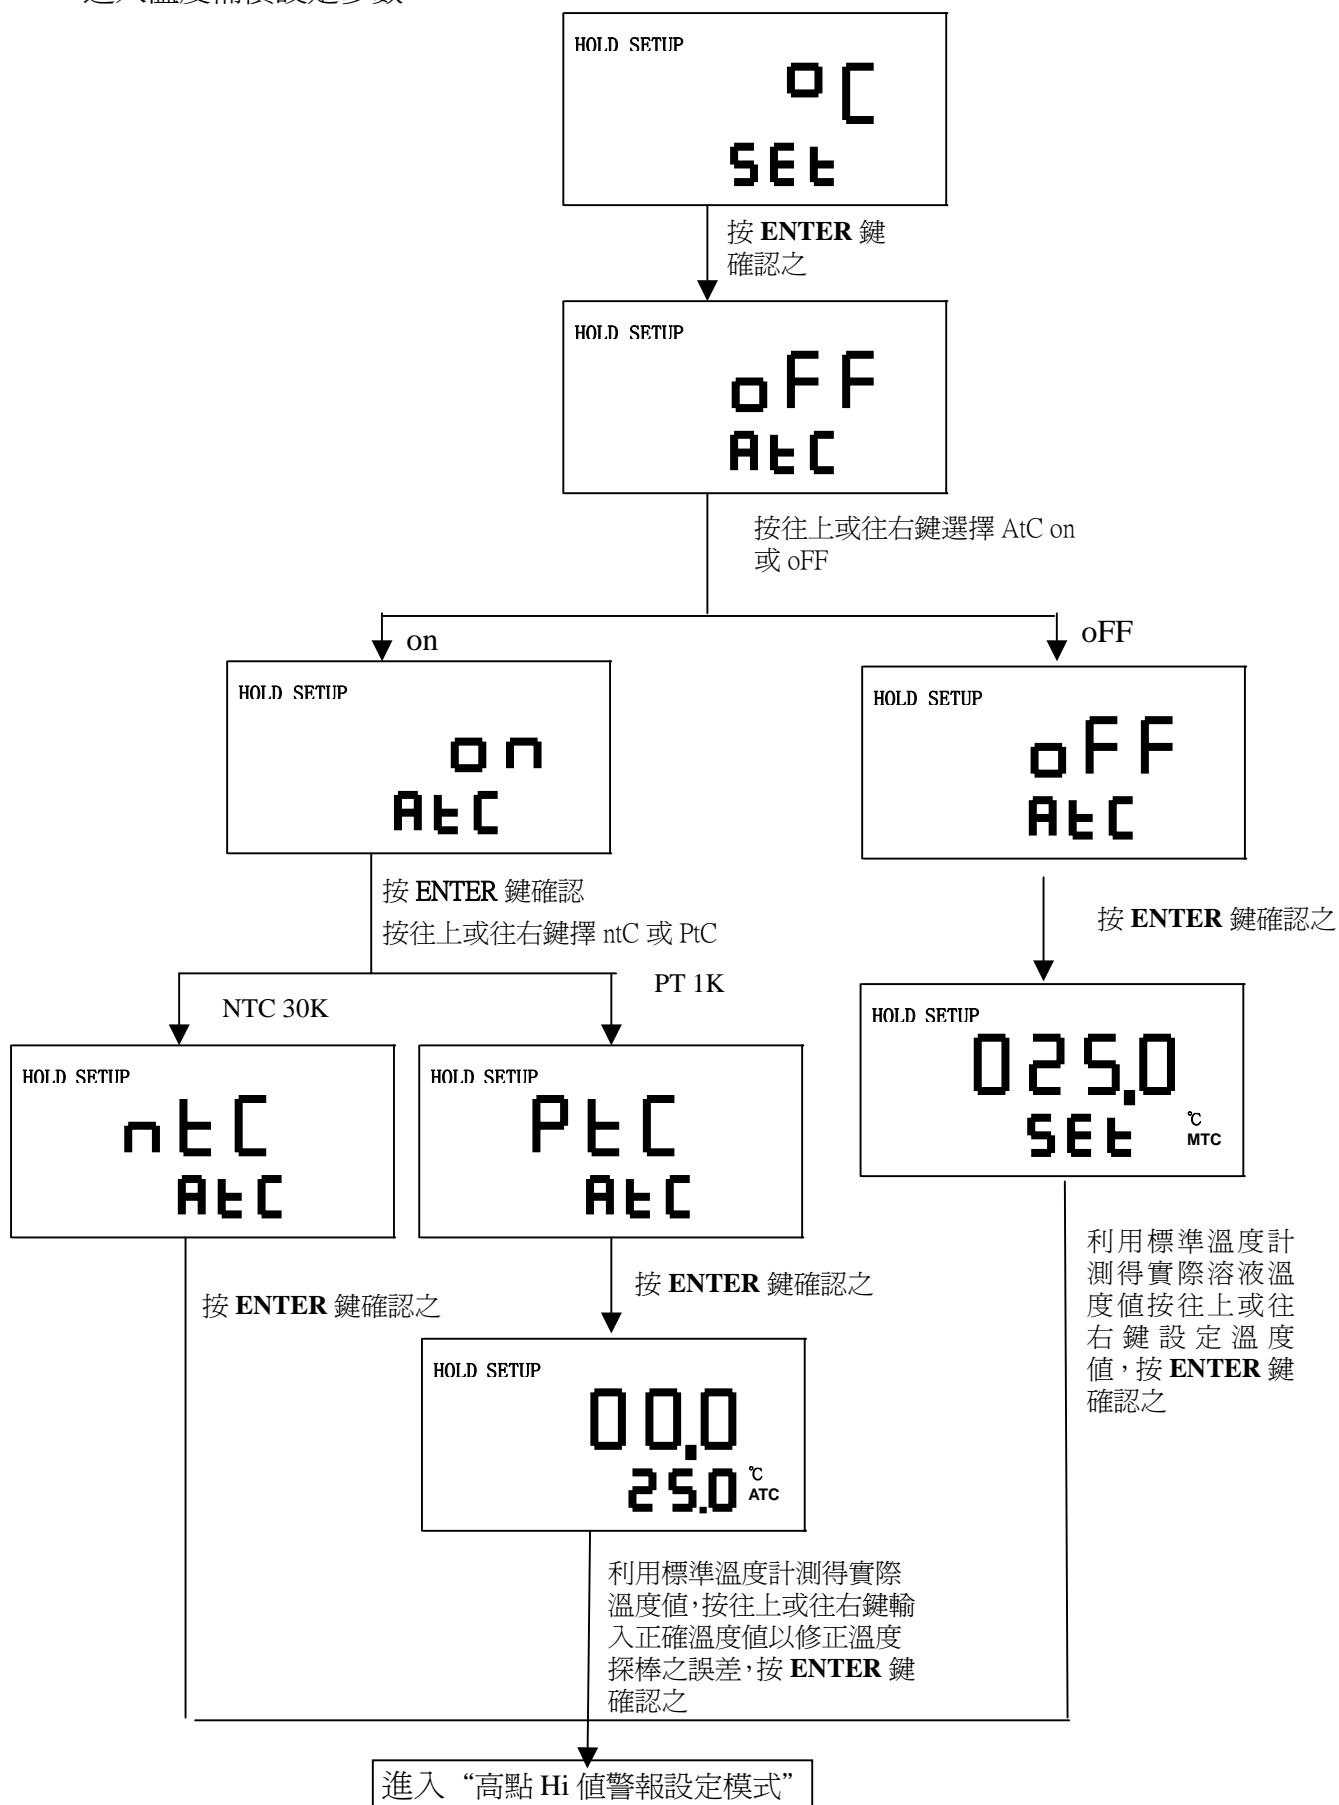 進入溫度補償設定參數
HOLD SETUP
°C
SEt
按 ENTER 鍵
確認之
HOLD SETUP
oFF
AtC
按往上或往右鍵選擇 AtC on
或 oFF
on
oFF
HOLD SETUP
on
AtC
HOLD SETUP
oFF
AtC
按 ENTER 鍵確認
按往上或往右鍵擇 ntC 或 PtC
按 ENTER 鍵確認之
NTC 30K
PT 1K
HOLD SETUP
ntC
AtC
HOLD SETUP
PtC
AtC
HOLD SETUP
025.0
SEt
℃
MTC
按 ENTER 鍵確認之
按 ENTER 鍵確認之
利用標準溫度計
測得實際溶液溫
度值按往上或往
右鍵設定溫度
值，按 ENTER 鍵
確認之
HOLD SETUP
00.0
25.0
℃
ATC
利用標準溫度計測得實際
溫度值，按往上或往右鍵輸
入正確溫度值以修正溫度
探棒之誤差，按 ENTER 鍵
確認之
進入“高點 Hi 值警報設定模式”